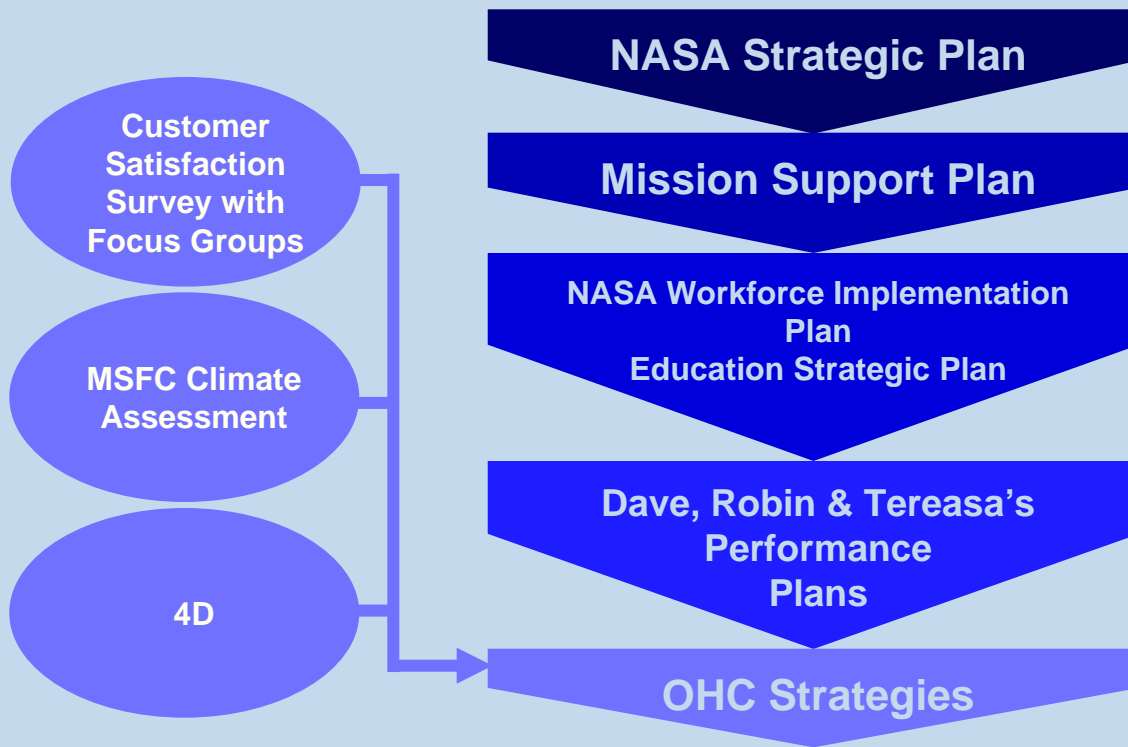 NASA Strategic Plan
Mission Support Plan
NASA Workforce Implementation
Plan
Education Strategic Plan
Dave, Robin & Tereasa's
Performance
Plans
OHC Strategies
Customer
Satisfaction
Survey with
Focus Groups
MSFC Climate
Assessment
4D